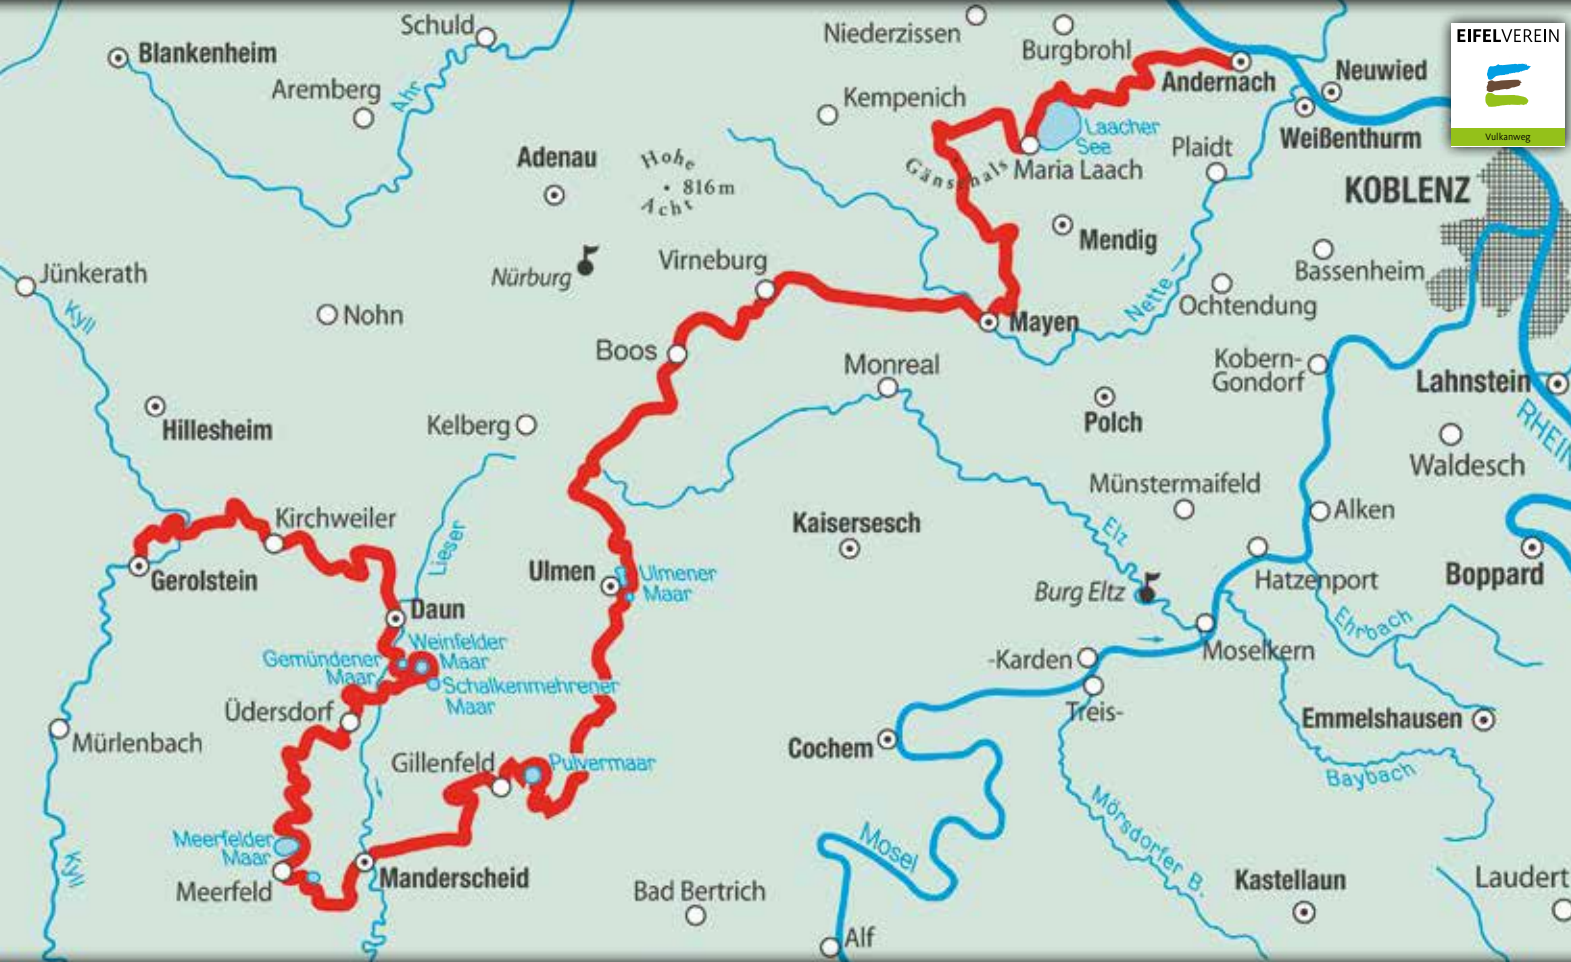 Schuld
Niederzissen
Burgbrohl
EIFELVEREIN
Vulkanweg
Blankenheim
Aremberg
Ahr
Kempenich
Andernach
Neuwied
Weißenthurm
Laacher
See
Plaidt
Maria Laach
Gänsehals
KOBLENZ
Adenau
Hohe
816 m
Acht
Mendig
Nürburg
Virneburg
Bassenheim
Nette
Ochtendung
Jünkerath
Kyll
Nohn
Mayen
Boos
Monreal
Kobern-
Gondorf
Lahnstein
RHEIN
Hillesheim
Kelberg
Polch
Waldesch
Münstermaifeld
Alken
Kirchweiler
Lieser
Kaisersesch
Elz
Gerolstein
Ulmen
Ulmener
Maar
Burg Eltz
Hatzenport
Boppard
Daun
Weinfelder
Maar
Gemündener
Maar
Schalkenmehrener
Maar
Ehrbach
Moselkern
-Karden
Treis-
Üdersdorf
Mürlenbach
Emmelshausen
Cochem
Gillenfeld
Pulvermaar
Baybach
Mörsdorfer B.
Mosel
Meerfelder
Maar
Kyll
Meerfeld
Manderscheid
Bad Bertrich
Kastellaun
Laudert
Alf